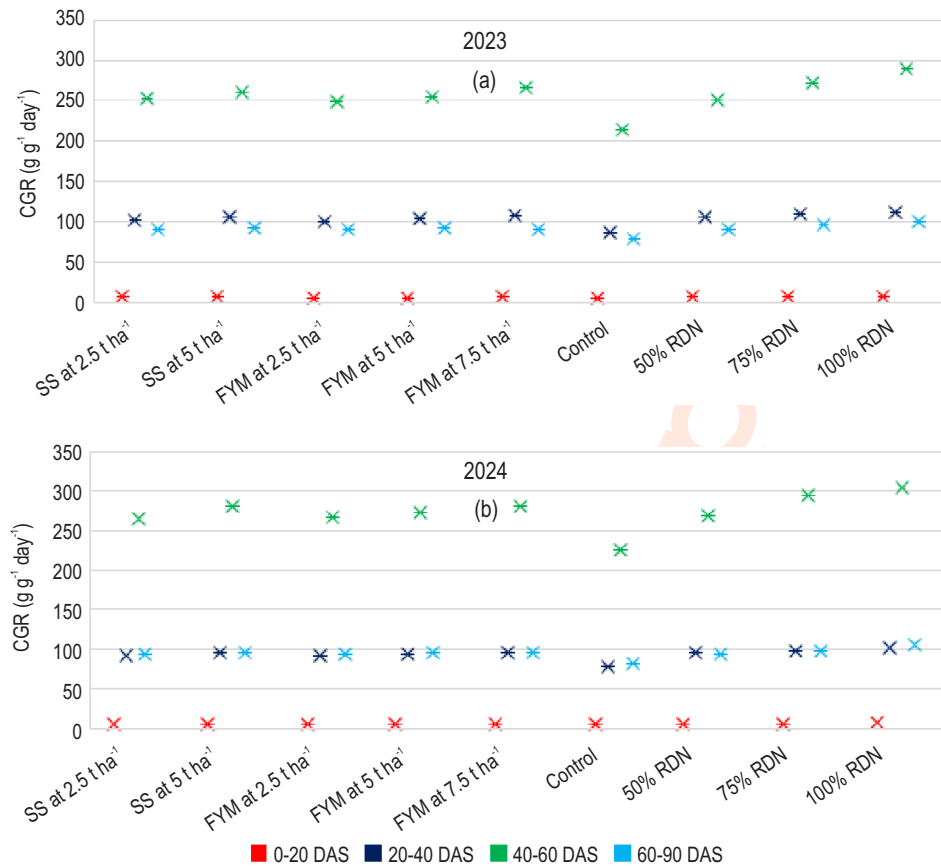 2023
(a)
CGR (g g⁻¹ day⁻¹)
350
300
250
200
150
100
50
0
SS at 2.5 t ha⁻¹
SS at 5 t ha⁻¹
FYM at 2.5 t ha⁻¹
FYM at 5 t ha⁻¹
FYM at 7.5 t ha⁻¹
Control
50% RDN
75% RDN
100% RDN
2024
(b)
CGR (g g⁻¹ day⁻¹)
350
300
250
200
150
100
50
0
SS at 2.5 t ha⁻¹
SS at 5 t ha⁻¹
FYM at 2.5 t ha⁻¹
FYM at 5 t ha⁻¹
FYM at 7.5 t ha⁻¹
Control
50% RDN
75% RDN
100% RDN
0-20 DAS 20-40 DAS 40-60 DAS 60-90 DAS